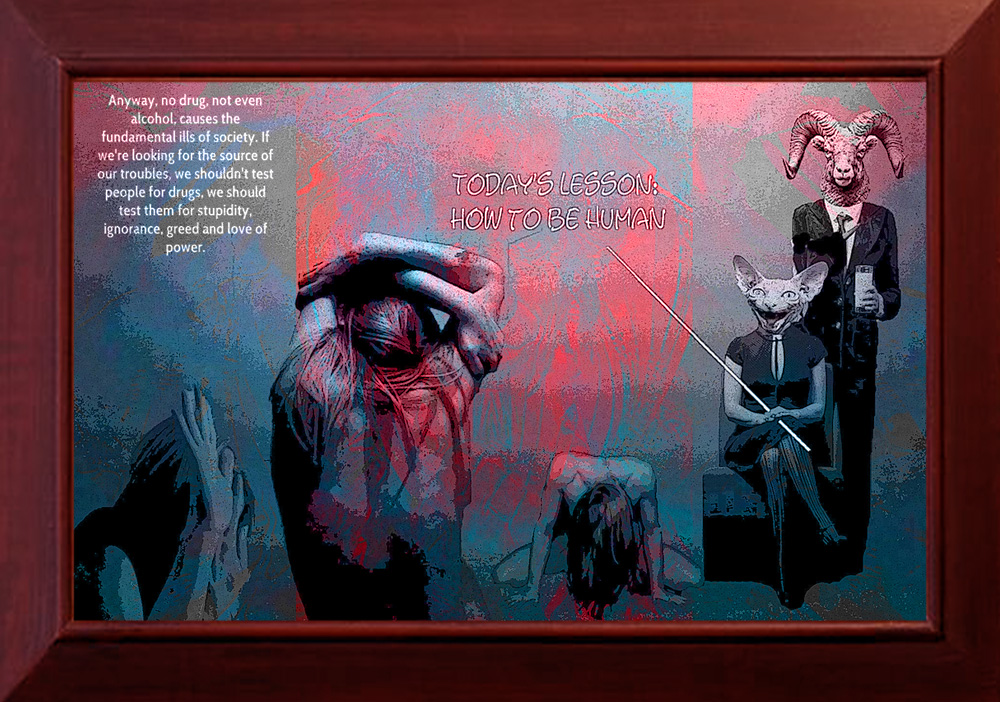 Anyway, no drug, not even
alcohol, causes the
fundamental ills of society. If
we're looking for the source of
our troubles, we shouldn't test
people for drugs, we should
test them for stupidity,
ignorance, greed and love of
power.
TODAY'S LESSON:
HOW TO BE HUMAN